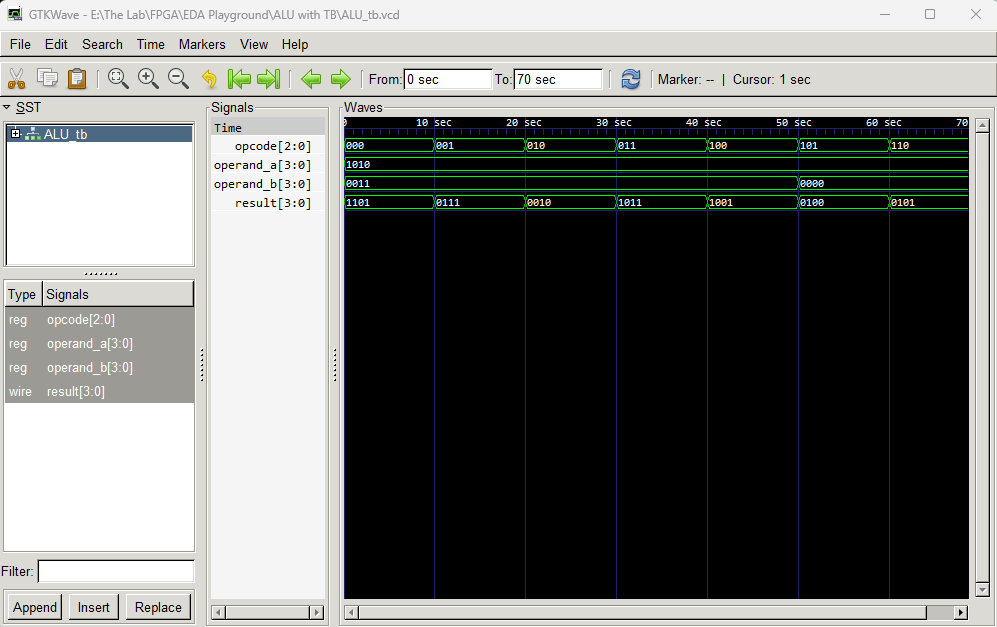 GTKWave - E:\The Lab\FPGA\EDA Playground\ALU with TB\ALU_tb.vcd
File Edit Search Time Markers View Help
From: 0 sec To: 70 sec Marker: -- | Cursor: 1 sec
SST
ALU_tb
Type Signals
reg opcode[2:0]
reg operand_a[3:0]
reg operand_b[3:0]
wire result[3:0]
Filter:
Append Insert Replace
Signals
Time
opcode[2:0]
operand_a[3:0]
operand_b[3:0]
result[3:0]
Waves
0 10 sec 20 sec 30 sec 40 sec 50 sec 60 sec 70
000 001 010 011 100 101 110
1010
0011 0000
1101 0111 0010 1011 1001 0100 0101